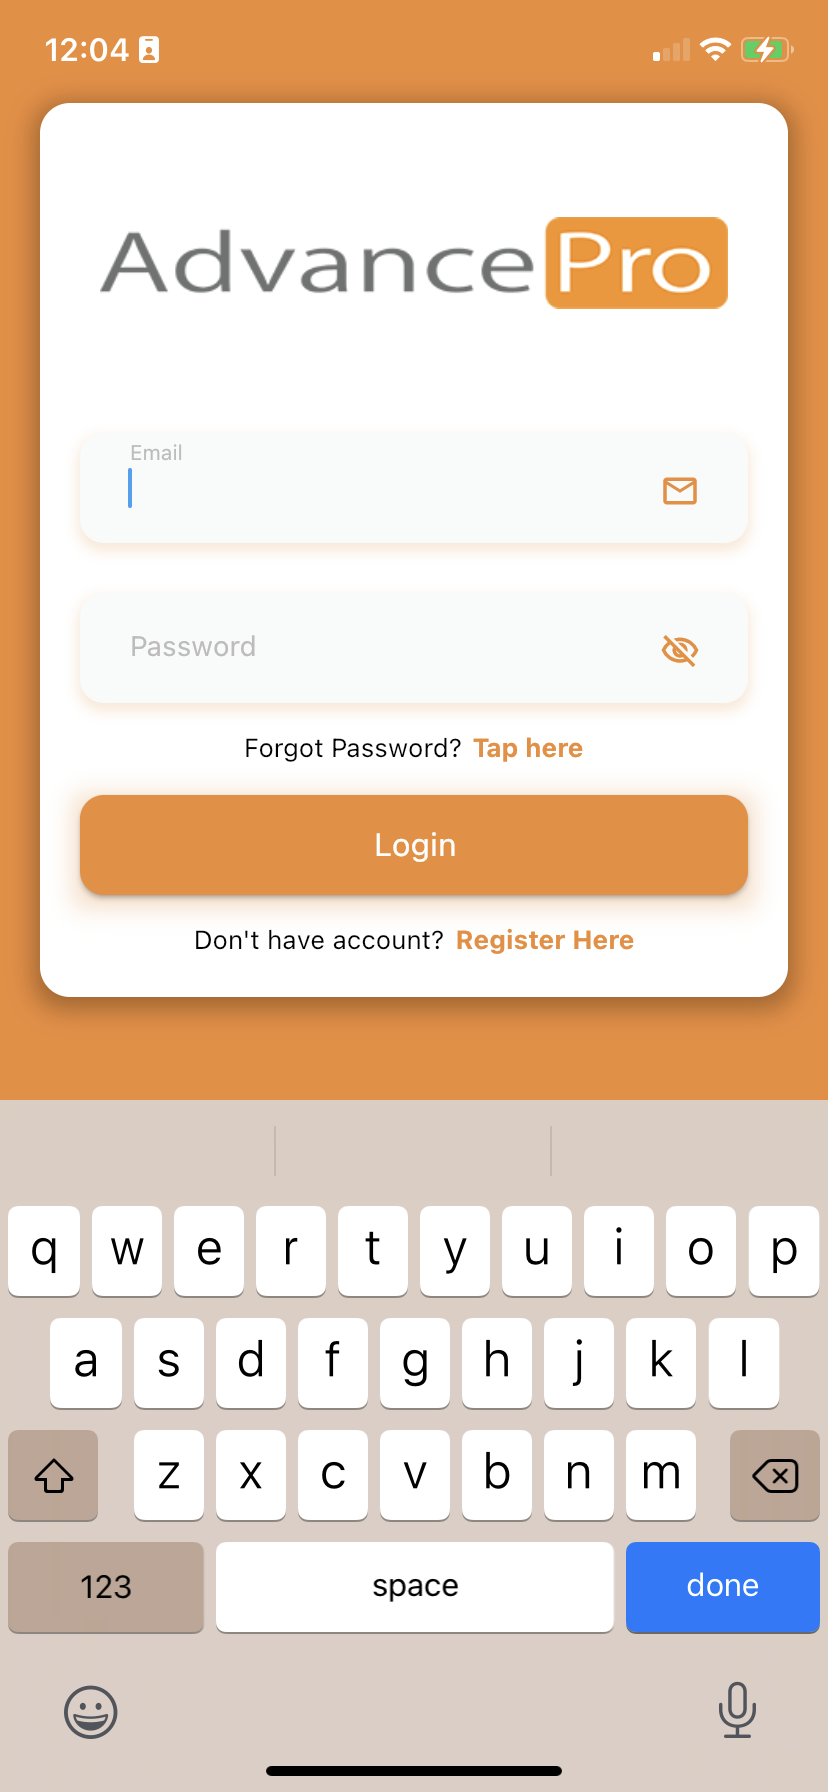 12:04
AdvancePro
Email
Password
Forgot Password? Tap here
Login
Don't have account? Register Here
q w e r t y u i o p
a s d f g h j k l
z x c v b n m
123 space done